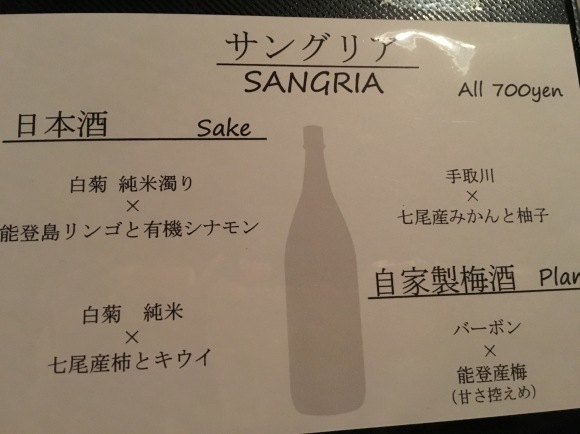 サングリア
SANGRIA
All 700yen
日本酒 Sake
白菊 純米濁り
×
能登島リンゴと有機シナモン
白菊 純米
×
七尾産柿とキウイ
手取川
×
七尾産みかんと柚子
自家製梅酒
バーボン
×
能登産梅
(甘さ控えめ)